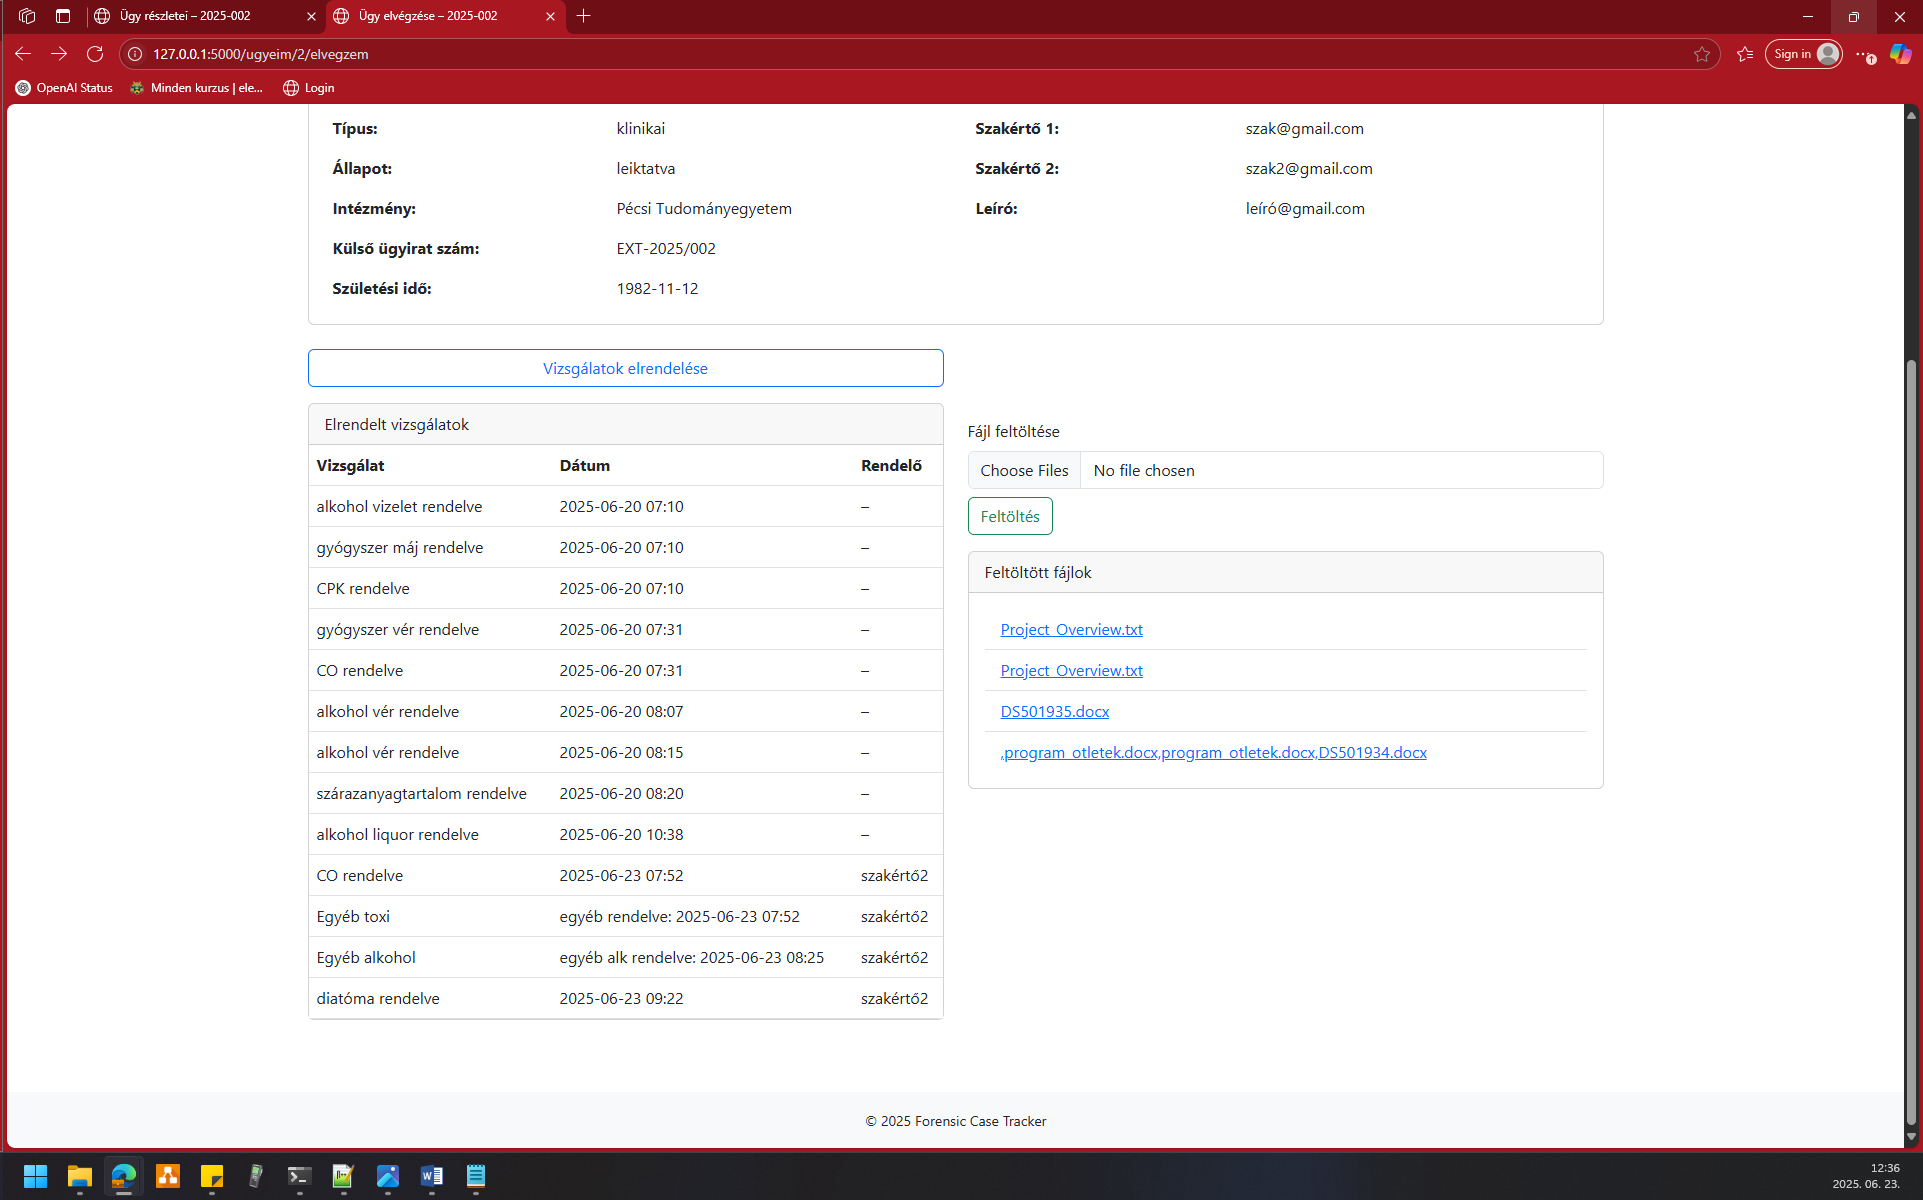 Ügy részletei – 2025-002
Ügy elvégzése – 2025-002
127.0.0.1:5000/ugyeim/2/elvegzem
Sign in
OpenAI Status
Minden kurzus | ele...
Login
Típus: klinikai Szakértő 1: szak@gmail.com
Állapot: leiktatva Szakértő 2: szak2@gmail.com
Intézmény: Pécsi Tudományegyetem Leíró: leíró@gmail.com
Külső ügyirat szám: EXT-2025/002
Születési idő: 1982-11-12
Vizsgálatok elrendelése
Elrendelt vizsgálatok
Vizsgálat Dátum Rendelő
alkohol vizelet rendelve 2025-06-20 07:10 –
gyógyszer máj rendelve 2025-06-20 07:10 –
CPK rendelve 2025-06-20 07:10 –
gyógyszer vér rendelve 2025-06-20 07:31 –
CO rendelve 2025-06-20 07:31 –
alkohol vér rendelve 2025-06-20 08:07 –
alkohol vér rendelve 2025-06-20 08:15 –
szárazanyagtartalom rendelve 2025-06-20 08:20 –
alkohol liquor rendelve 2025-06-20 10:38 –
CO rendelve 2025-06-23 07:52 szakértő2
Egyéb toxi egyéb rendelve: 2025-06-23 07:52 szakértő2
Egyéb alkohol egyéb alk rendelve: 2025-06-23 08:25 szakértő2
diatóma rendelve 2025-06-23 09:22 szakértő2
Fájl feltöltése
Choose Files No file chosen
Feltöltés
Feltöltött fájlok
Project_Overview.txt
Project_Overview.txt
DS501935.docx
,program_otletek.docx,program_otletek.docx,DS501934.docx
© 2025 Forensic Case Tracker
12:36
2025. 06. 23.